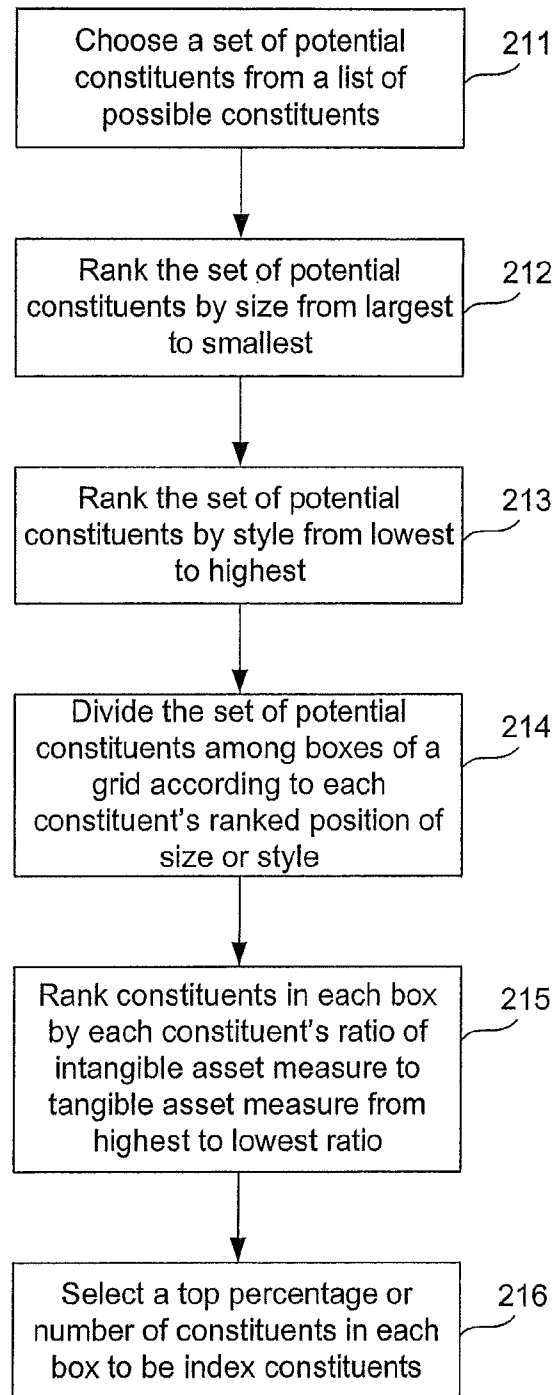 Choose a set of potential
constituents from a list of
possible constituents
211
Rank the set of potential
constituents by size from largest
to smallest
212
Rank the set of potential
constituents by style from lowest
to highest
213
Divide the set of potential
constituents among boxes of a
grid according to each
constituent's ranked position of
size or style
214
Rank constituents in each box
by each constituent's ratio of
intangible asset measure to
tangible asset measure from
highest to lowest ratio
215
Select a top percentage or
number of constituents in each
box to be index constituents
216